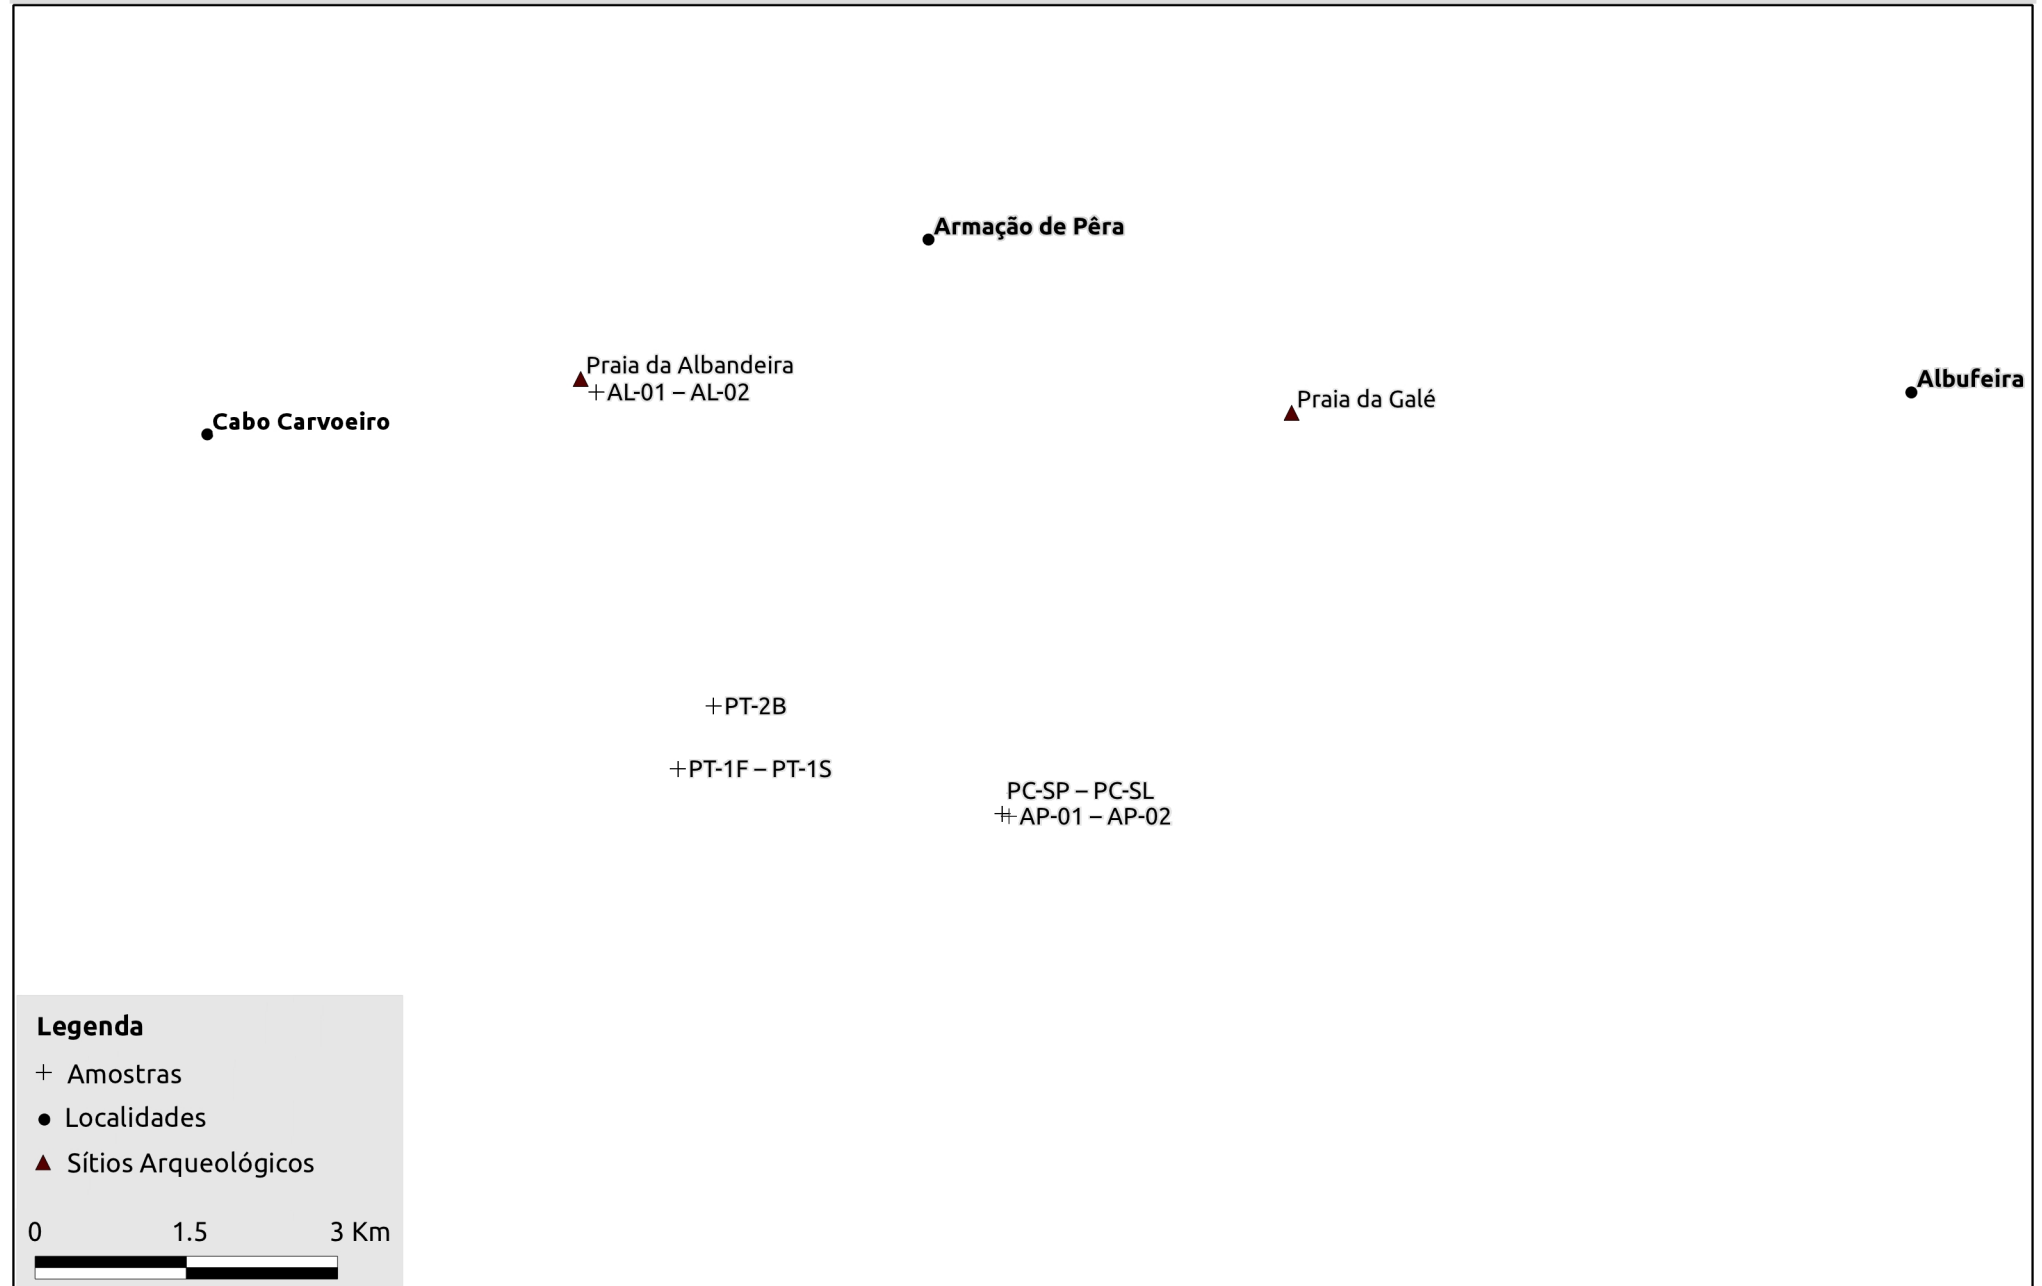 Armação de Pêra
Praia da Albandeira
AL-01 – AL-02
Albufeira
Praia da Galé
Cabo Carvoeiro
PT-2B
PT-1F – PT-1S
PC-SP – PC-SL
AP-01 – AP-02
Legenda
Amostras
Localidades
Sítios Arqueológicos
0 1.5 3 Km